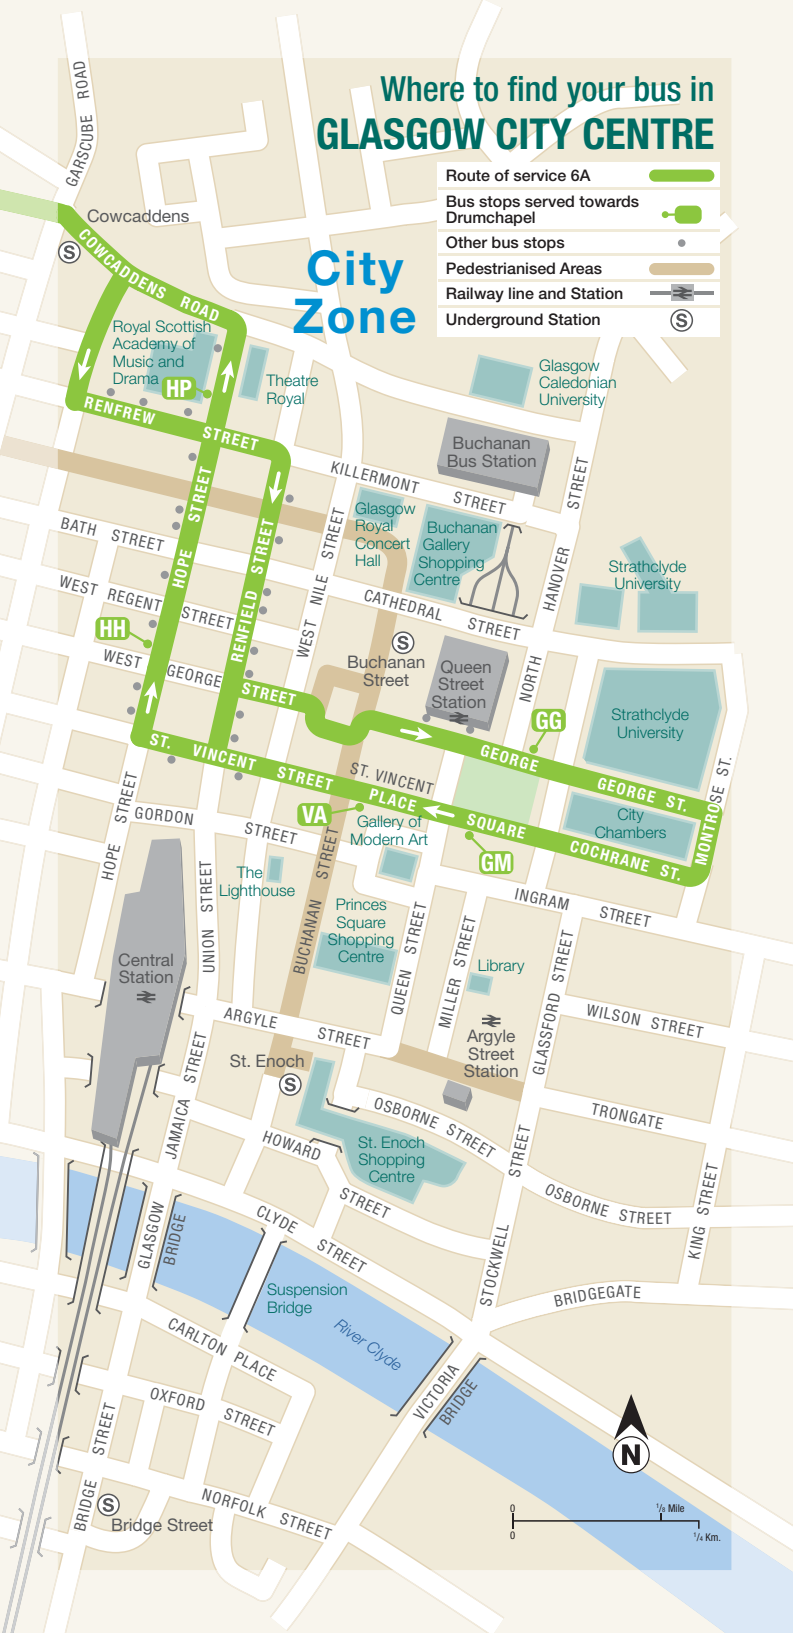 Where to find your bus in
GLASGOW CITY CENTRE
Route of service 6A
Bus stops served towards
Drumchapel
Other bus stops
Pedestrianised Areas
Railway line and Station
Underground Station
S
City
Zone
GARSCUBE ROAD
Cowcaddens
S
COWCADDENS ROAD
Royal Scottish
Academy of
Music and
Drama
HP
Theatre
Royal
Glasgow
Caledonian
University
RENFREW STREET
Buchanan
Bus Station
KILLERMONT STREET
Glasgow
Royal
Concert
Hall
Buchanan
Gallery
Shopping
Centre
HANOVER STREET
Strathclyde
University
BATH STREET
HOPE STREET
RENFIELD STREET
WEST NILE STREET
WEST REGENT STREET
CATHEDRAL STREET
HH
S
Buchanan
Street
Queen
Street
Station
NORTH
WEST GEORGE STREET
Strathclyde
University
GG
GEORGE
GEORGE ST.
MONTROSE ST.
ST. VINCENT STREET
ST. VINCENT
PLACE
SQUARE
COCHRANE ST.
City
Chambers
VA
GM
Gallery of
Modern Art
HOPE STREET
GORDON STREET
The
Lighthouse
UNION STREET
BUCHANAN STREET
Princes
Square
Shopping
Centre
QUEEN STREET
MILLER STREET
INGRAM STREET
Library
GLASSFORD STREET
Central
Station
WILSON STREET
ARGYLE STREET
Argyle
Street
Station
St. Enoch
S
JAMAICA STREET
OSBORNE STREET
TRONGATE
HOWARD STREET
St. Enoch
Shopping
Centre
OSBORNE STREET
KING STREET
STOCKWELL STREET
CLYDE STREET
GLASGOW
BRIDGE
Suspension
Bridge
BRIDGEGATE
River Clyde
CARLTON PLACE
VICTORIA
BRIDGE
OXFORD STREET
BRIDGE STREET
S
Bridge Street
NORFOLK STREET
N
0
1/8 Mile
0
1/4 Km.